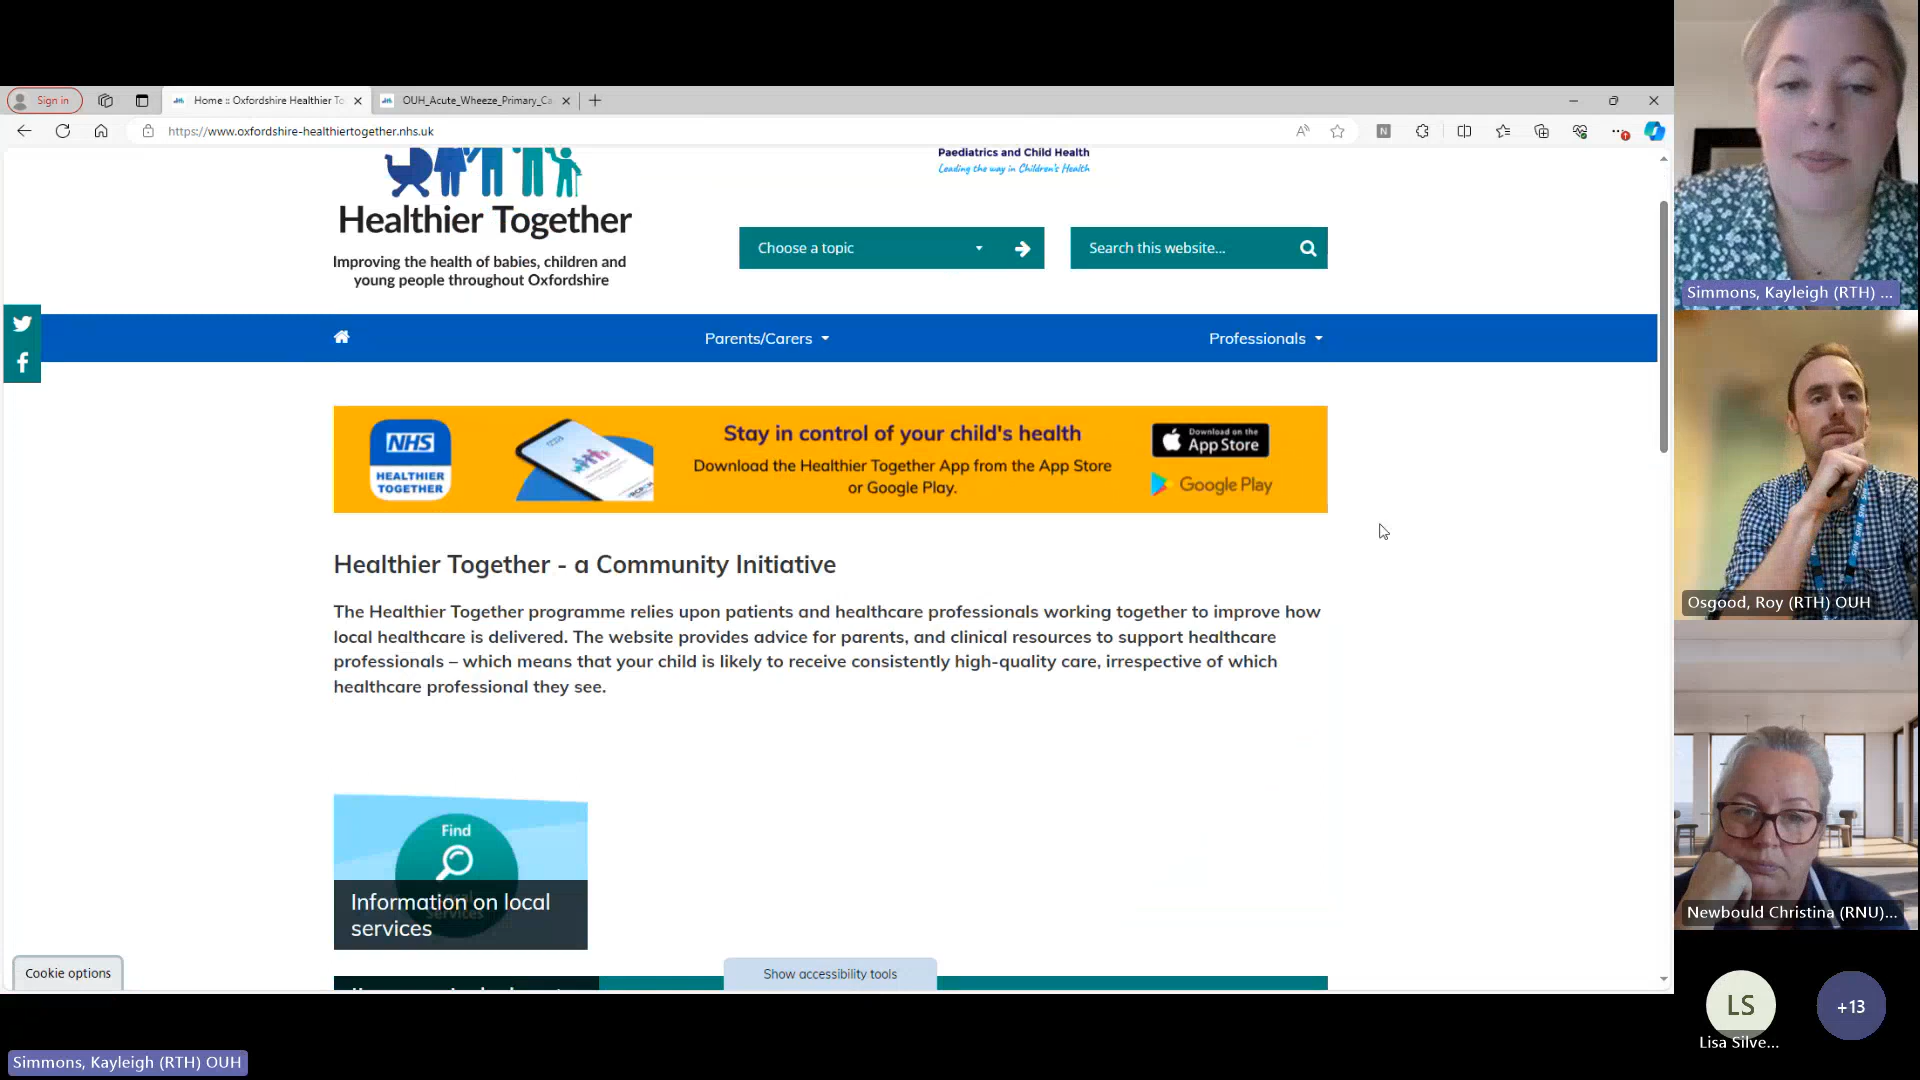 Sign in
Home :: Oxfordshire Healthier To
OUH_Acute_Wheeze_Primary_Ca
https://www.oxfordshire-healthiertogether.nhs.uk
Paediatrics and Child Health
Leading the way in Children's Health
Healthier Together
Improving the health of babies, children and
young people throughout Oxfordshire
Choose a topic
Search this website...
Parents/Carers
Professionals
NHS
HEALTHIER
TOGETHER
Stay in control of your child's health
Download the Healthier Together App from the App Store
or Google Play.
Download on the
App Store
Google Play
Healthier Together - a Community Initiative
The Healthier Together programme relies upon patients and healthcare professionals working together to improve how
local healthcare is delivered. The website provides advice for parents, and clinical resources to support healthcare
professionals – which means that your child is likely to receive consistently high-quality care, irrespective of which
healthcare professional they see.
Find
Information on local
services
Cookie options
Show accessibility tools
Simmons, Kayleigh (RTH) ...
Osgood, Roy (RTH) OUH
Newbould Christina (RNU)...
LS
+13
Lisa Silve...
Simmons, Kayleigh (RTH) OUH